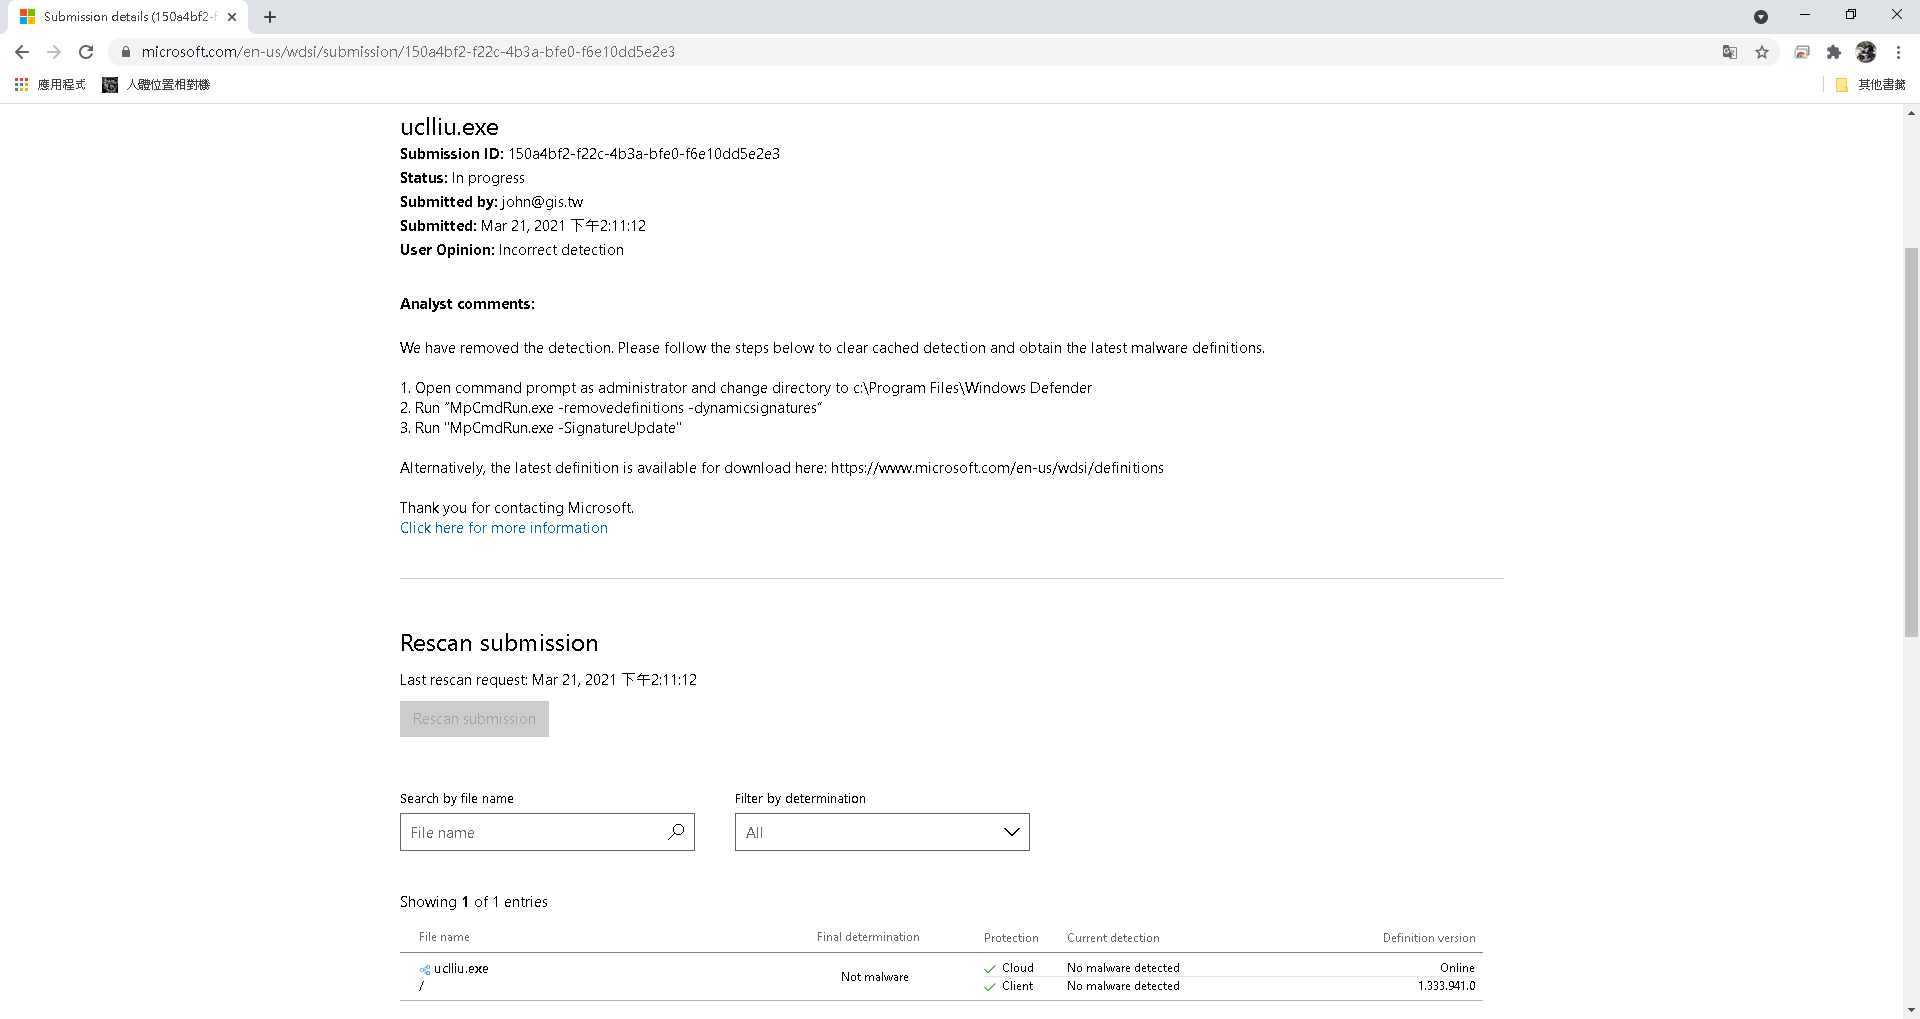 Submission details (150a4bf2-f
microsoft.com/en-us/wdsi/submission/150a4bf2-f22c-4b3a-bfe0-f6e10dd5e2e3
應用程式
人體位置相對機
其他書籤
uclliu.exe
Submission ID: 150a4bf2-f22c-4b3a-bfe0-f6e10dd5e2e3
Status: In progress
Submitted by: john@gis.tw
Submitted: Mar 21, 2021 下午2:11:12
User Opinion: Incorrect detection
Analyst comments:
We have removed the detection. Please follow the steps below to clear cached detection and obtain the latest malware definitions.
1. Open command prompt as administrator and change directory to c:\Program Files\Windows Defender
2. Run “MpCmdRun.exe -removedefinitions -dynamicsignatures”
3. Run "MpCmdRun.exe -SignatureUpdate"
Alternatively, the latest definition is available for download here: https://www.microsoft.com/en-us/wdsi/definitions
Thank you for contacting Microsoft.
Click here for more information
Rescan submission
Last rescan request: Mar 21, 2021 下午2:11:12
Rescan submission
Search by file name
Filter by determination
File name
All
Showing 1 of 1 entries
File name Final determination Protection Current detection Definition version
uclliu.exe
/
Not malware
Cloud No malware detected Online
Client No malware detected 1.333.941.0